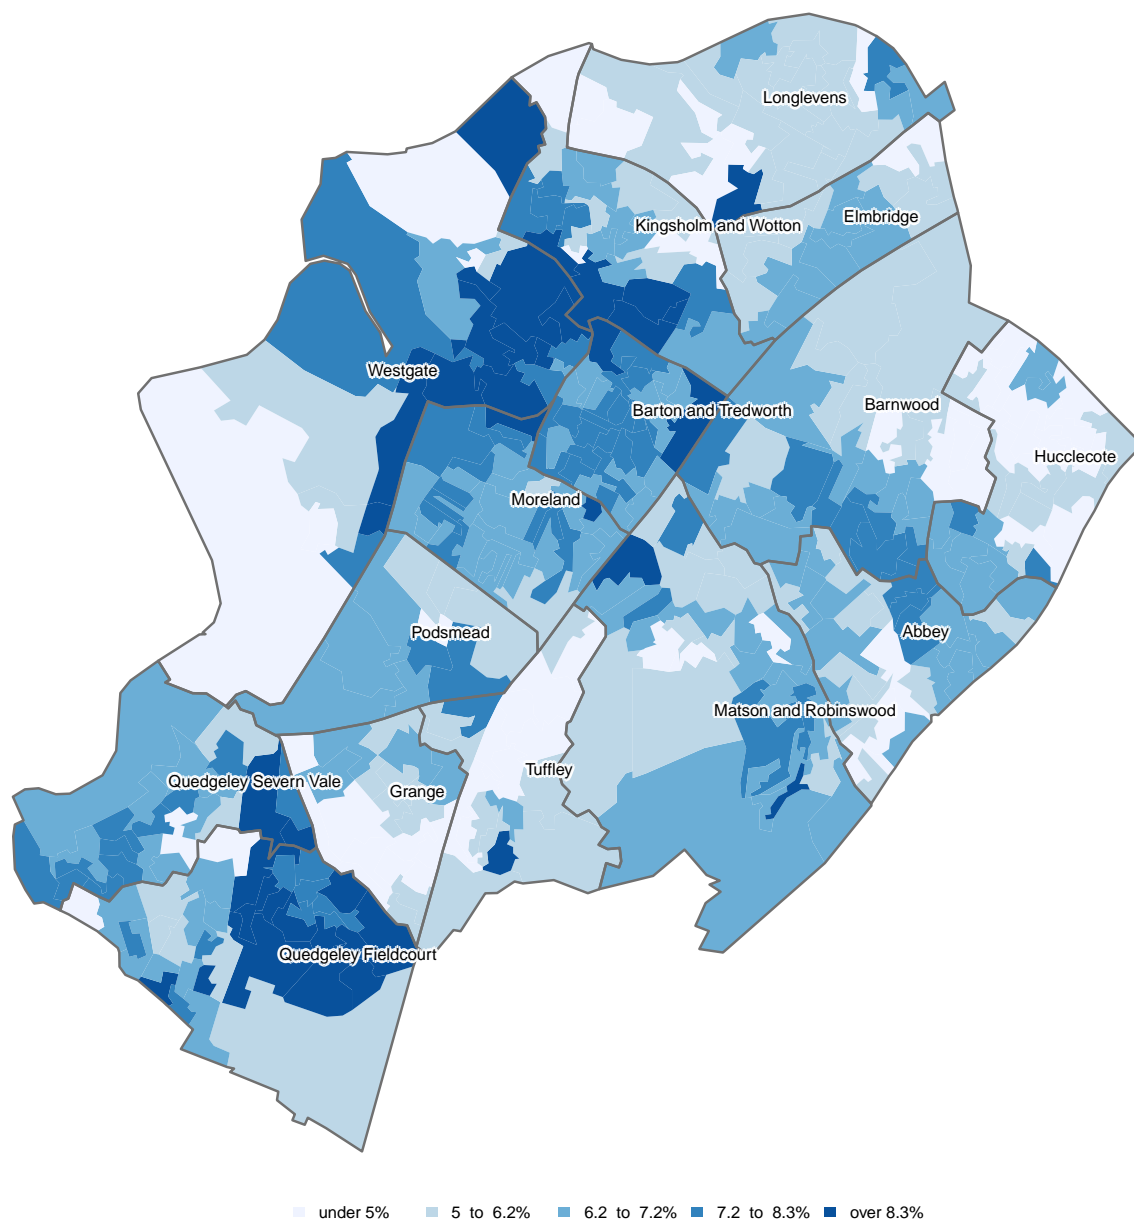 Longlevens
Elmbridge
Kingsholm and Wotton
Westgate
Barnwood
Barton and Tredworth
Hucclecote
Moreland
Podsmead
Abbey
Matson and Robinswood
Tuffley
Quedgeley Severn Vale
Grange
Quedgeley Fieldcourt
under 5% 5 to 6.2% 6.2 to 7.2% 7.2 to 8.3% over 8.3%